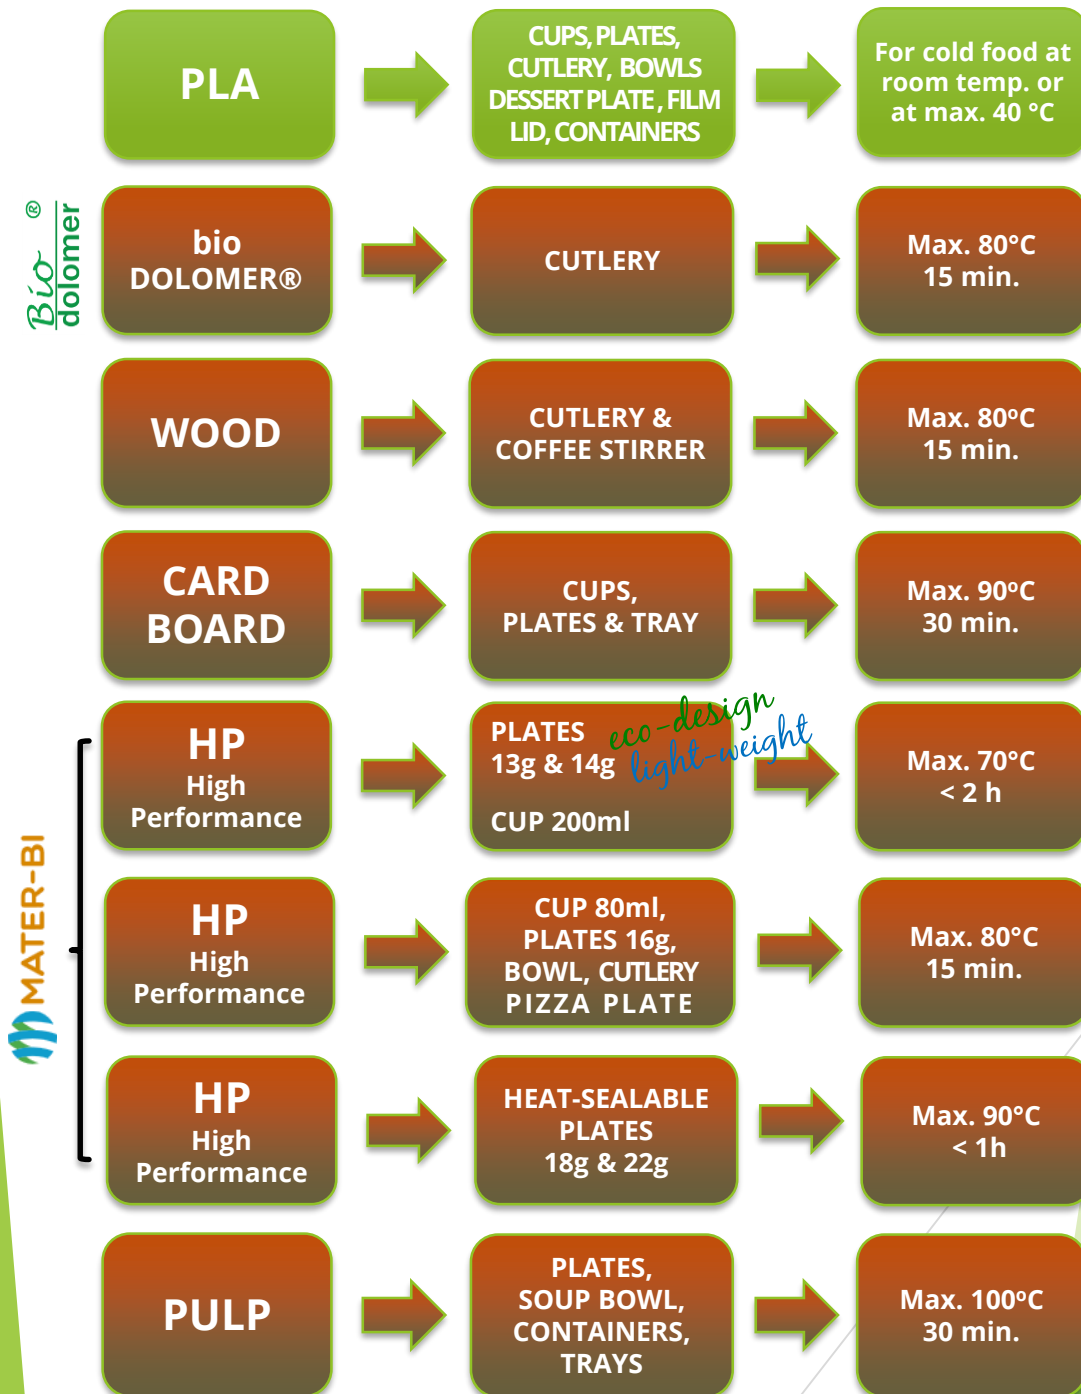 PLA
CUPS, PLATES,
CUTLERY, BOWLS
DESSERT PLATE, FILM
LID, CONTAINERS
For cold food at
room temp. or
at max. 40 °C
Bio ®
dolomer
bio
DOLOMER®
CUTLERY
Max. 80°C
15 min.
WOOD
CUTLERY &
COFFEE STIRRER
Max. 80ºC
15 min.
CARD
BOARD
CUPS,
PLATES & TRAY
Max. 90ºC
30 min.
MATER-BI
HP
High
Performance
PLATES
13g & 14g
CUP 200ml
eco-design
light-weight
Max. 70°C
< 2 h
HP
High
Performance
CUP 80ml,
PLATES 16g,
BOWL, CUTLERY
PIZZA PLATE
Max. 80°C
15 min.
HP
High
Performance
HEAT-SEALABLE
PLATES
18g & 22g
Max. 90°C
< 1h
PULP
PLATES,
SOUP BOWL,
CONTAINERS,
TRAYS
Max. 100ºC
30 min.